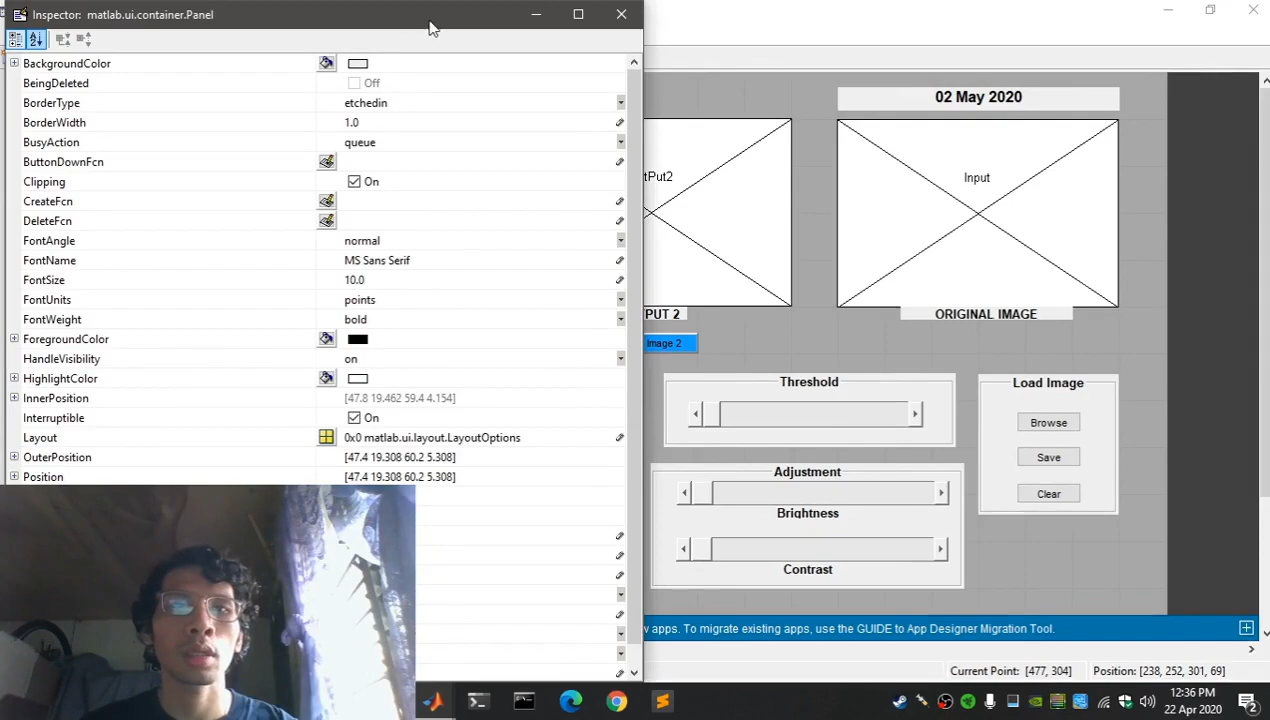 Inspector: matlab.ui.container.Panel
BackgroundColor
BeingDeleted Off
BorderType etchedin
BorderWidth 1.0
BusyAction queue
ButtonDownFcn
Clipping On
CreateFcn
DeleteFcn
FontAngle normal
FontName MS Sans Serif
FontSize 10.0
FontUnits points
FontWeight bold
ForegroundColor
HandleVisibility on
HighlightColor
InnerPosition [47.8 19.462 59.4 4.154]
Interruptible On
Layout 0x0 matlab.ui.layout.LayoutOptions
OuterPosition [47.4 19.308 60.2 5.308]
Position [47.4 19.308 60.2 5.308]
02 May 2020
tPut2
Input
PUT 2
ORIGINAL IMAGE
Image 2
Threshold
Load Image
Browse
Save
Clear
Adjustment
Brightness
Contrast
w apps. To migrate existing apps, use the GUIDE to App Designer Migration Tool.
Current Point: [477, 304] Position: [238, 252, 301, 69]
12:36 PM
22 Apr 2020
2